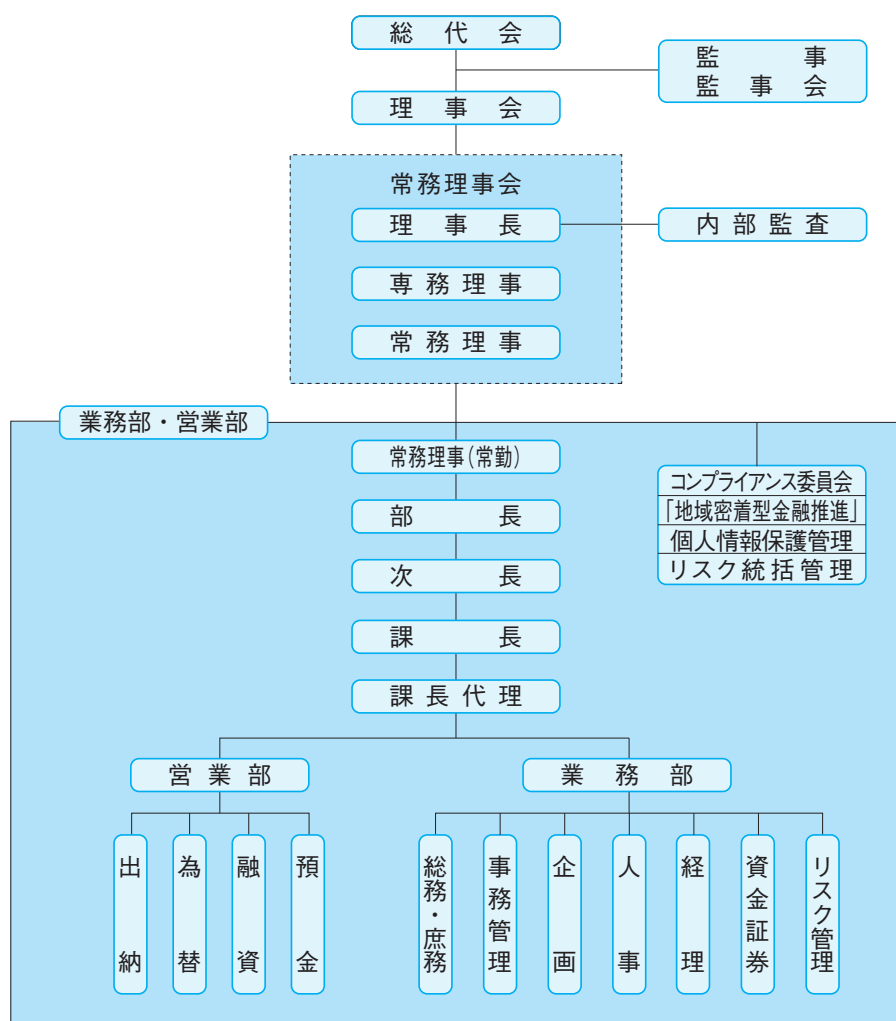 総代会
監事
監事会
理事会
常務理事会
理事長
内部監査
専務理事
常務理事
業務部・営業部
常務理事(常勤)
コンプライアンス委員会
「地域密着型金融推進」
個人情報保護管理
リスク統括管理
部長
次長
課長
課長代理
営業部
業務部
出納
為替
融資
預金
総務・庶務
事務管理
企画
人事
経理
資金証券
リスク管理